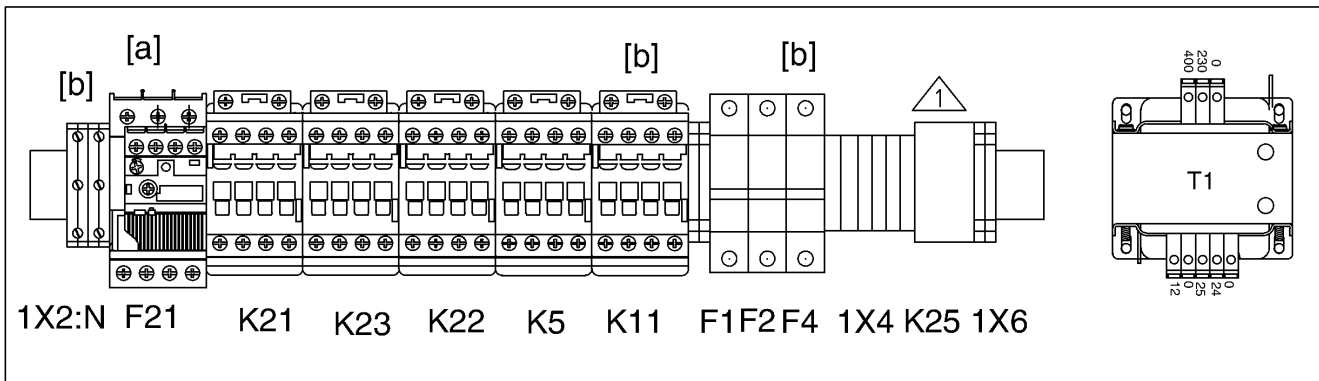 [a]
[b] [b] [b]
1
400 230 0
T1
12 0 25 24 0
1X2:N F21 K21 K23 K22 K5 K11 F1 F2 F4 1X4 K25 1X6